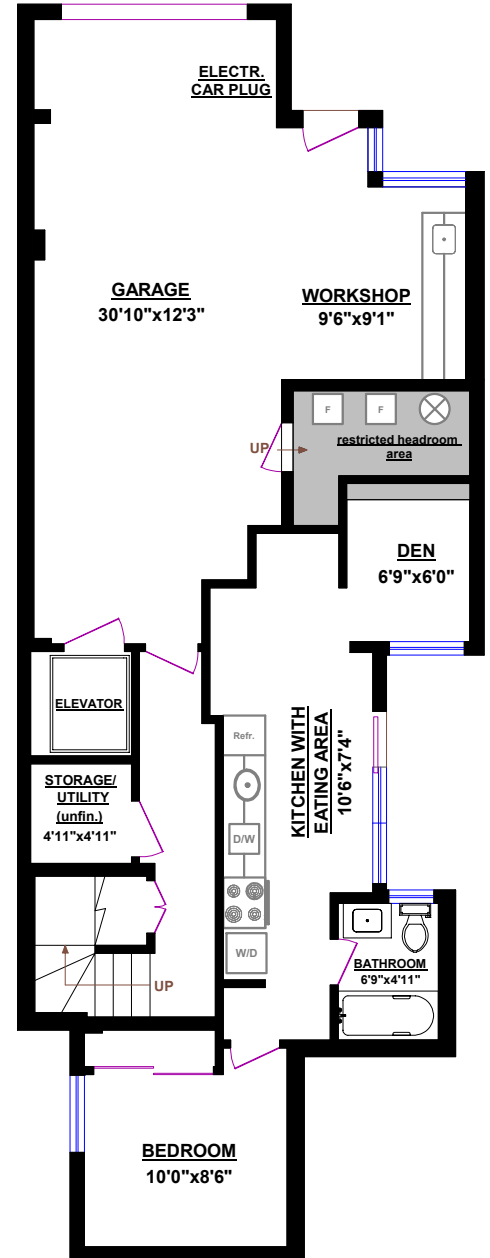 ELECTR.
CAR PLUG
GARAGE
30'10"x12'3"
WORKSHOP
9'6"x9'1"
F
F
restricted headroom
area
UP
DEN
6'9"x6'0"
ELEVATOR
KITCHEN WITH
EATING AREA
10'6"x7'4"
Refr.
STORAGE/
UTILITY
(unfin.)
4'11"x4'11"
D/W
W/D
BATHROOM
6'9"x4'11"
UP
BEDROOM
10'0"x8'6"